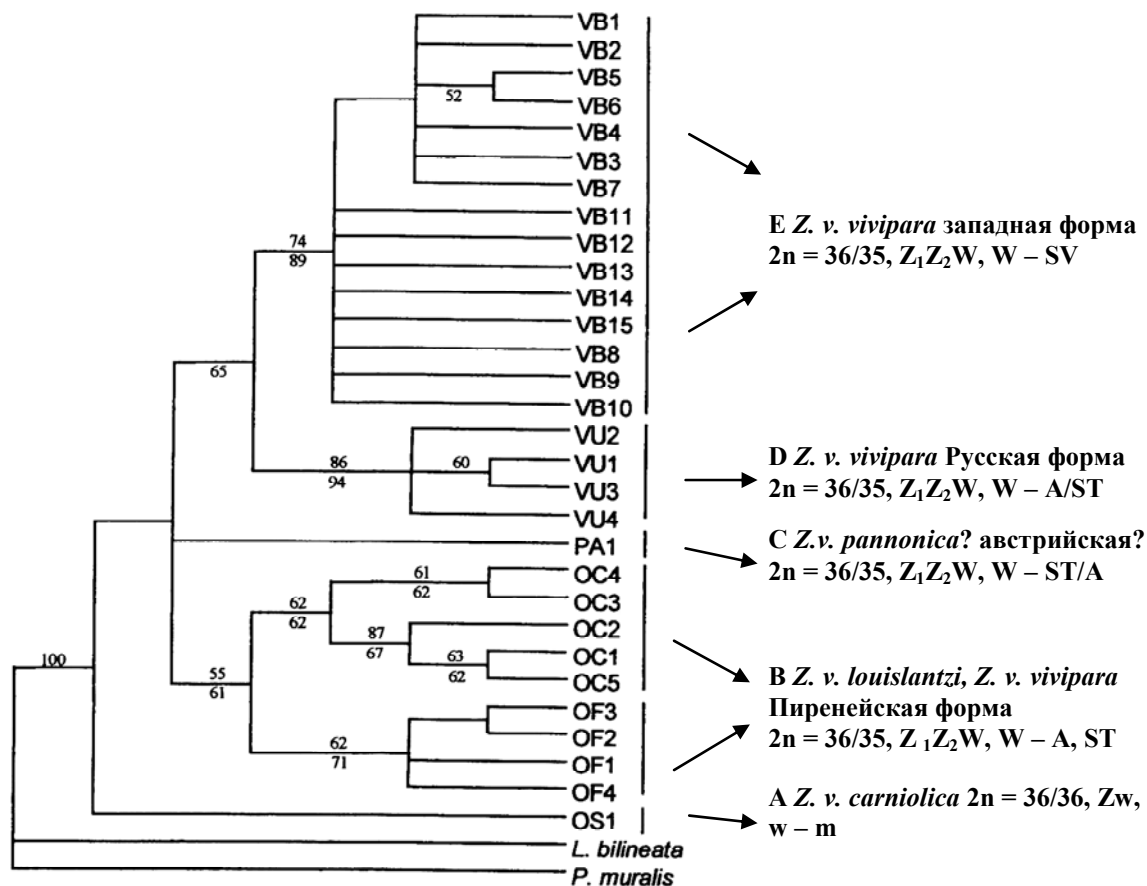 VB1
VB2
VB5
52
VB6
VB4
VB3
VB7
VB11
74
VB12
89
VB13
VB14
VB15
VB8
65
VB9
VB10
E Z. v. vivipara западная форма
2n = 36/35, Z₁Z₂W, W – SV
VU2
86
60
VU1
94
VU3
VU4
D Z. v. vivipara Русская форма
2n = 36/35, Z₁Z₂W, W – A/ST
PA1
C Z.v. pannonica? австрийская?
2n = 36/35, Z₁Z₂W, W – ST/A
61
OC4
62
OC3
62
62
OC2
87
67
63
OC1
62
OC5
100
55
61
OF3
62
OF2
71
OF1
OF4
B Z. v. louislantzi, Z. v. vivipara
Пиренейская форма
2n = 36/35, Z ₁Z₂W, W – A, ST
OS1
A Z. v. carniolica 2n = 36/36, Zw,
w – m
L. bilineata
P. muralis